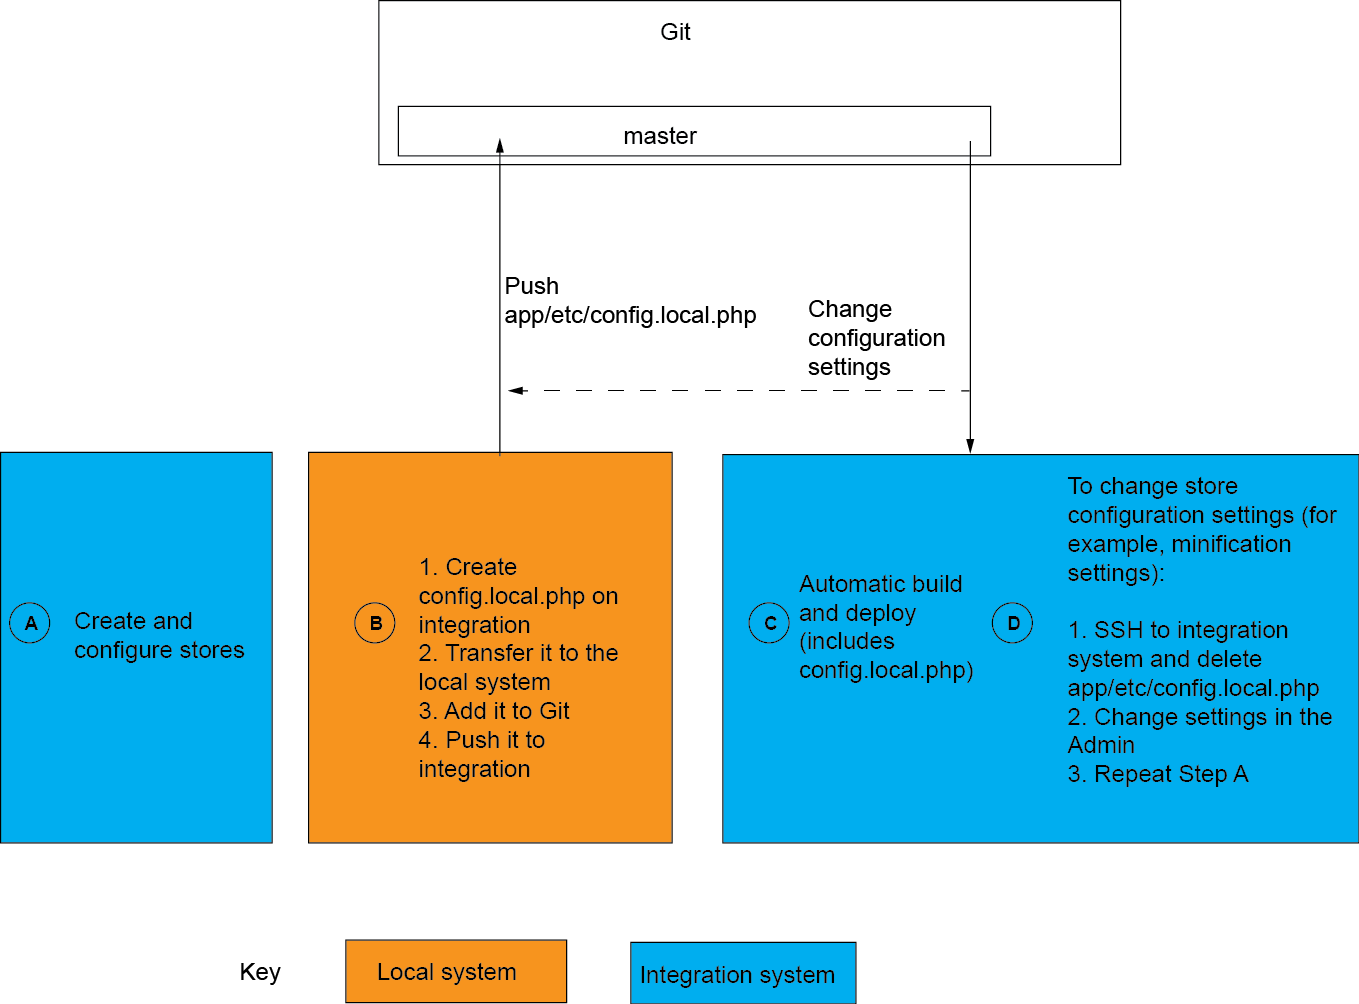 Git
master
Push
app/etc/config.local.php
Change
configuration
settings
A
Create and
configure stores
B
1. Create
config.local.php on
integration
2. Transfer it to the
local system
3. Add it to Git
4. Push it to
integration
C
Automatic build
and deploy
(includes
config.local.php)
D
To change store
configuration settings (for
example, minification
settings):
1. SSH to integration
system and delete
app/etc/config.local.php
2. Change settings in the
Admin
3. Repeat Step A
Key
Local system
Integration system